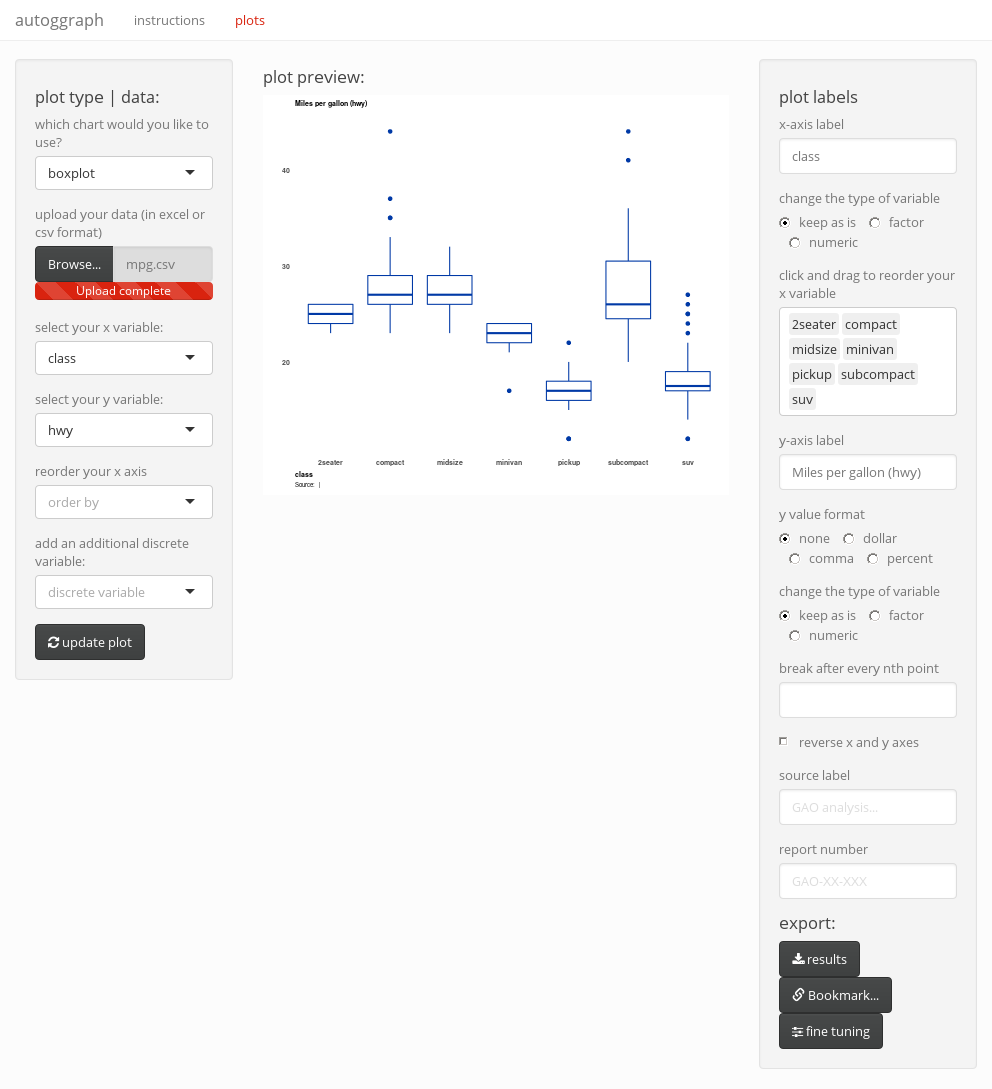 autoggraph instructions plots
plot type | data:
which chart would you like to
use?
boxplot
upload your data (in excel or
csv format)
Browse... mpg.csv
Upload complete
select your x variable:
class
select your y variable:
hwy
reorder your x axis
order by
add an additional discrete
variable:
discrete variable
update plot
plot preview:
Miles per gallon (hwy)
40
30
20
2seater compact midsize minivan pickup subcompact suv
class
Source: |
plot labels
x-axis label
class
change the type of variable
keep as is factor
numeric
click and drag to reorder your
x variable
2seater compact
midsize minivan
pickup subcompact
suv
y-axis label
Miles per gallon (hwy)
y value format
none dollar
comma percent
change the type of variable
keep as is factor
numeric
break after every nth point
reverse x and y axes
source label
GAO analysis...
report number
GAO-XX-XXX
export:
results
Bookmark...
fine tuning